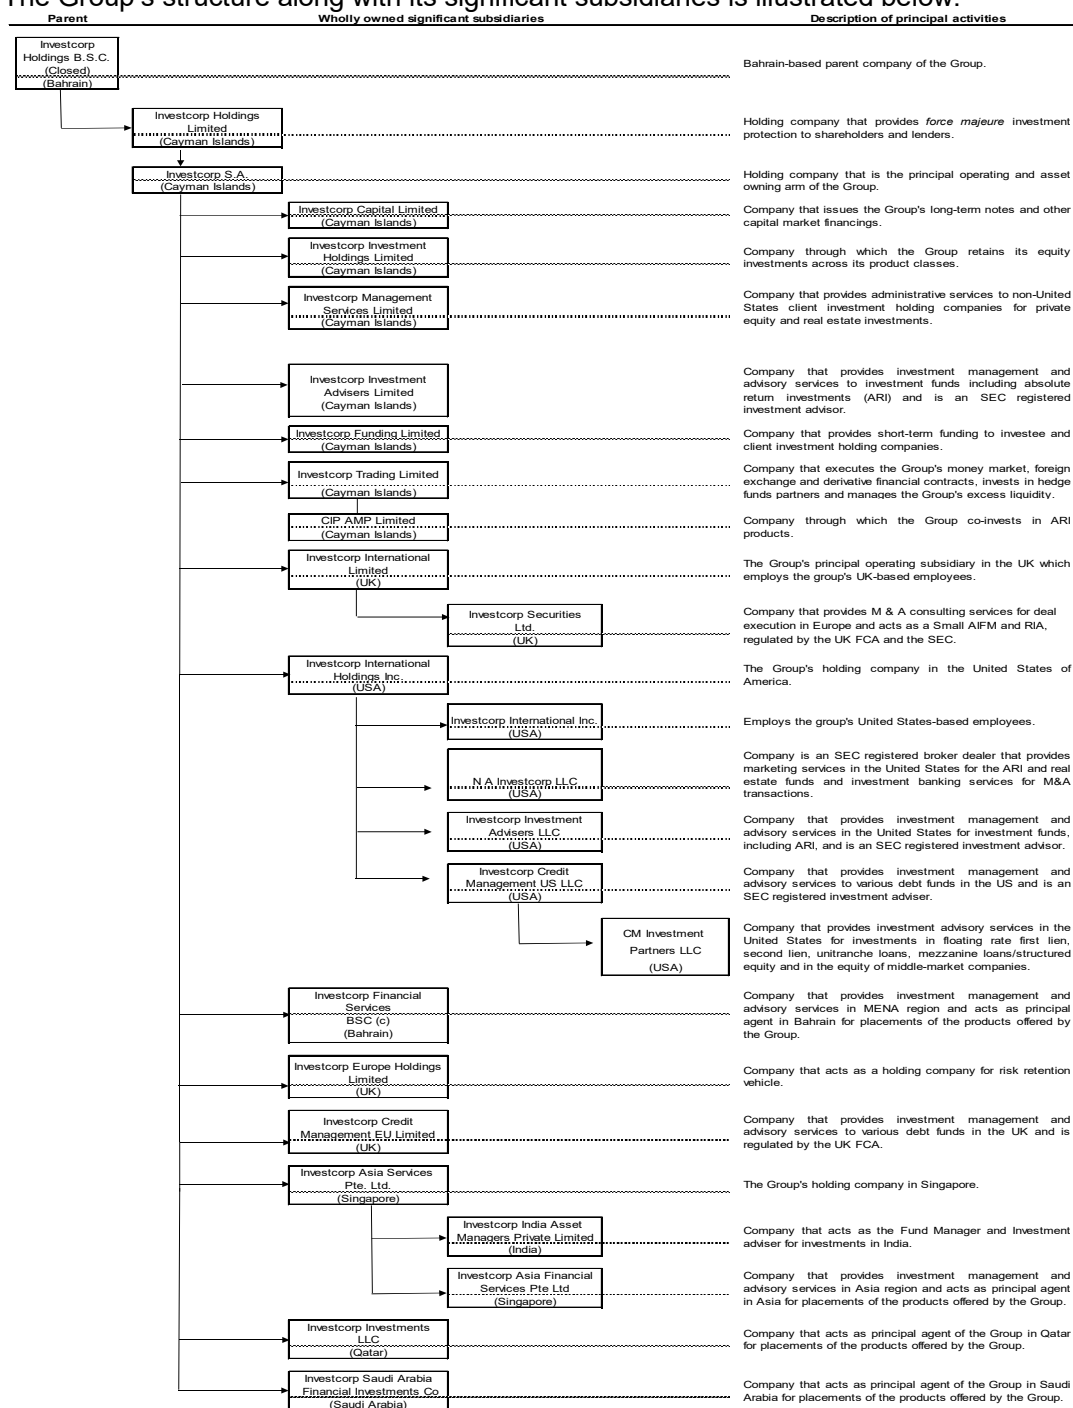 The Group's structure along with its significant subsidiaries is illustrated below:
Parent Wholly owned significant subsidiaries Description of principal activities
Investcorp
Holdings B.S.C.
(Closed)
(Bahrain)
Bahrain-based parent company of the Group.
Investcorp Holdings
Limited
(Cayman Islands)
Holding company that provides force majeure investment
protection to shareholders and lenders.
Investcorp S.A.
(Cayman Islands)
Holding company that is the principal operating and asset
owning arm of the Group.
Investcorp Capital Limited
(Cayman Islands)
Company that issues the Group's long-term notes and other
capital market financings.
Investcorp Investment
Holdings Limited
(Cayman Islands)
Company through which the Group retains its equity
investments across its product classes.
Investcorp Management
Services Limited
(Cayman Islands)
Company that provides administrative services to non-United
States client investment holding companies for private
equity and real estate investments.
Investcorp Investment
Advisers Limited
(Cayman Islands)
Company that provides investment management and
advisory services to investment funds including absolute
return investments (ARI) and is an SEC registered
investment advisor.
Investcorp Funding Limited
(Cayman Islands)
Company that provides short-term funding to investee and
client investment holding companies.
Investcorp Trading Limited
(Cayman Islands)
Company that executes the Group's money market, foreign
exchange and derivative financial contracts, invests in hedge
funds partners and manages the Group's excess liquidity.
CIP AMP Limited
(Cayman Islands)
Company through which the Group co-invests in ARI
products.
Investcorp International
Limited
(UK)
The Group's principal operating subsidiary in the UK which
employs the group's UK-based employees.
Investcorp Securities
Ltd.
(UK)
Company that provides M & A consulting services for deal
execution in Europe and acts as a Small AIFM and RIA,
regulated by the UK FCA and the SEC.
Investcorp International
Holdings Inc.
(USA)
The Group's holding company in the United States of
America.
Investcorp International Inc.
(USA)
Employs the group's United States-based employees.
N A Investcorp LLC
(USA)
Company is an SEC registered broker dealer that provides
marketing services in the United States for the ARI and real
estate funds and investment banking services for M&A
transactions.
Investcorp Investment
Advisers LLC
(USA)
Company that provides investment management and
advisory services in the United States for investment funds,
including ARI, and is an SEC registered investment advisor.
Investcorp Credit
Management US LLC
(USA)
Company that provides investment management and
advisory services to various debt funds in the US and is an
SEC registered investment adviser.
CM Investment
Partners LLC
(USA)
Company that provides investment advisory services in the
United States for investments in floating rate first lien,
second lien, unitranche loans, mezzanine loans/structured
equity and in the equity of middle-market companies.
Investcorp Financial
Services
BSC (c)
(Bahrain)
Company that provides investment management and
advisory services in MENA region and acts as principal
agent in Bahrain for placements of the products offered by
the Group.
Investcorp Europe Holdings
Limited
(UK)
Company that acts as a holding company for risk retention
vehicle.
Investcorp Credit
Management EU Limited
(UK)
Company that provides investment management and
advisory services to various debt funds in the UK and is
regulated by the UK FCA.
Investcorp Asia Services
Pte. Ltd.
(Singapore)
The Group's holding company in Singapore.
Investcorp India Asset
Managers Private Limited
(India)
Company that acts as the Fund Manager and Investment
adviser for investments in India.
Investcorp Asia Financial
Services Pte Ltd
(Singapore)
Company that provides investment management and
advisory services in Asia region and acts as principal agent
in Asia for placements of the products offered by the Group.
Investcorp Investments
LLC
(Qatar)
Company that acts as principal agent of the Group in Qatar
for placements of the products offered by the Group.
Investcorp Saudi Arabia
Financial Investments Co
(Saudi Arabia)
Company that acts as principal agent of the Group in Saudi
Arabia for placements of the products offered by the Group.